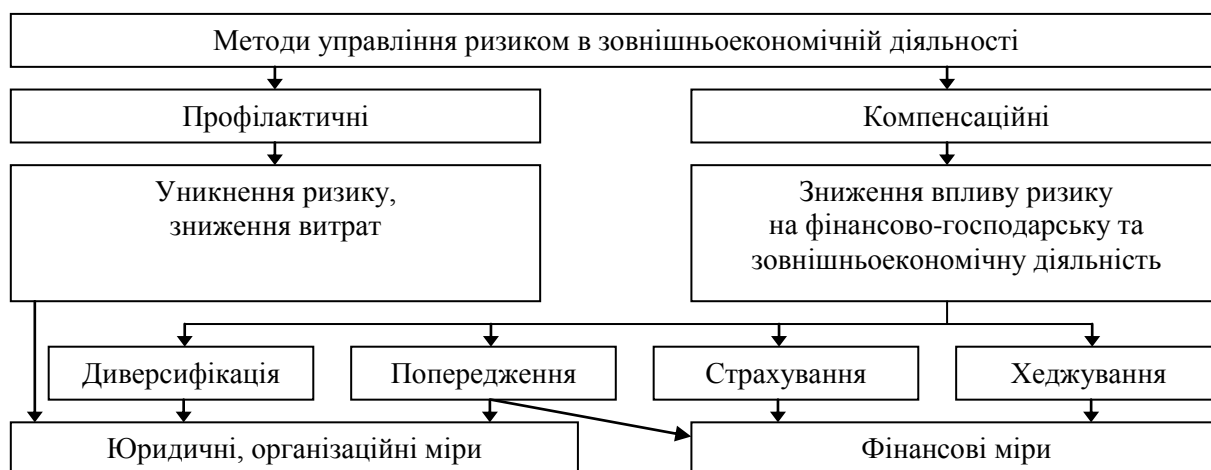 Методи управління ризиком в зовнішньоекономічній діяльності
Профілактичні
Компенсаційні
Уникнення ризику,
зниження витрат
Зниження впливу ризику
на фінансово-господарську та
зовнішньоекономічну діяльність
Диверсифікація
Попередження
Страхування
Хеджування
Юридичні, організаційні міри
Фінансові міри